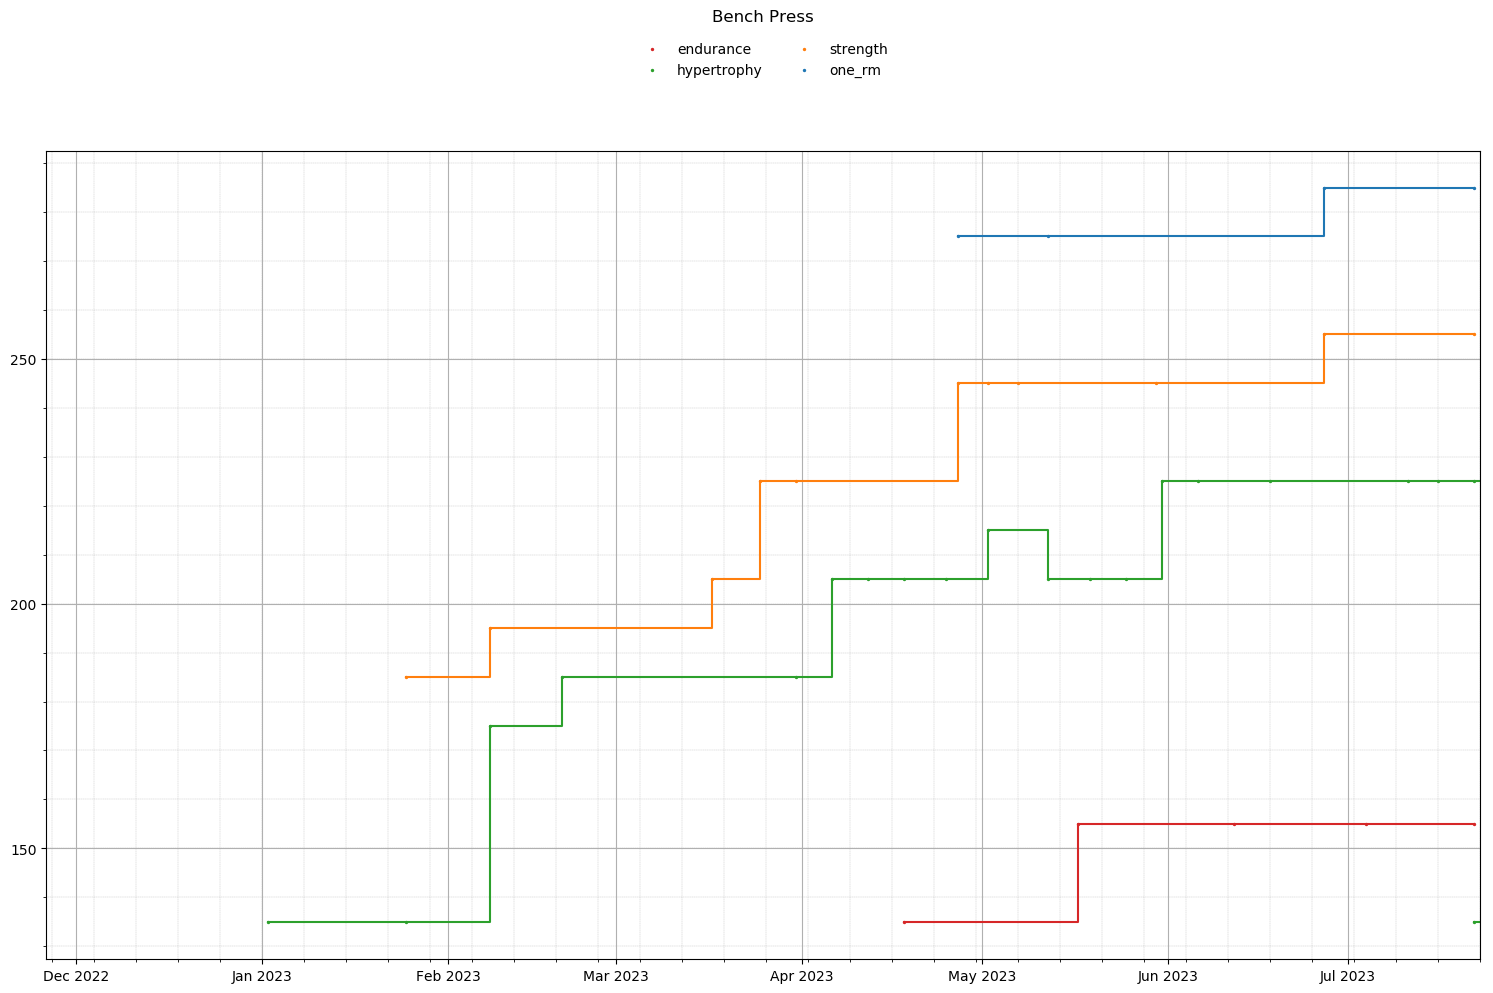 Bench Press
endurance strength
hypertrophy one_rm
250
200
150
Dec 2022 Jan 2023 Feb 2023 Mar 2023 Apr 2023 May 2023 Jun 2023 Jul 2023